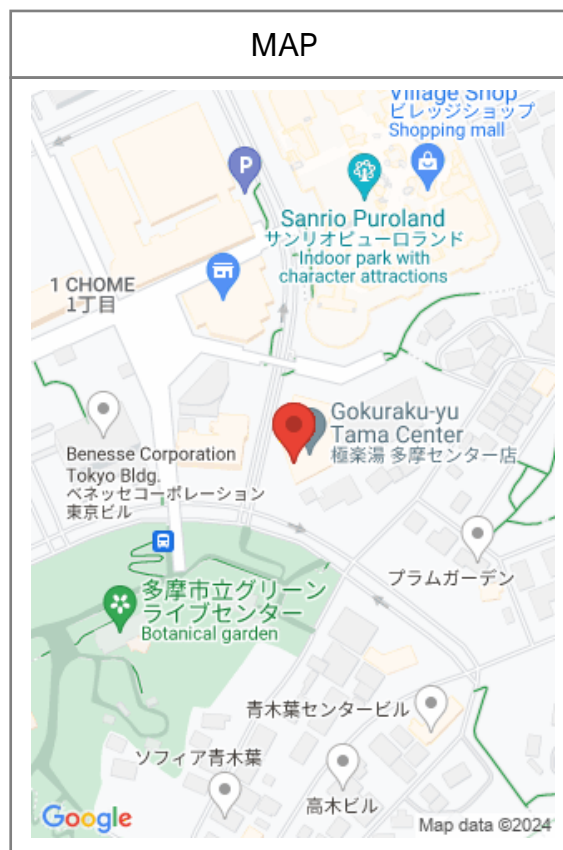 MAP
Village Shop
ビレッジショップ
Shopping mall
P
Sanrio Puroland
サンリオピューロランド
Indoor park with
character attractions
1 CHOME
1丁目
Gokuraku-yu
Tama Center
極楽湯 多摩センター店
Benesse Corporation
Tokyo Bldg.
ベネッセコーポレーション
東京ビル
プラムガーデン
多摩市立グリーン
ライブセンター
Botanical garden
青木葉センタービル
ソフィア青木葉
高木ビル
Google
Map data ©2024